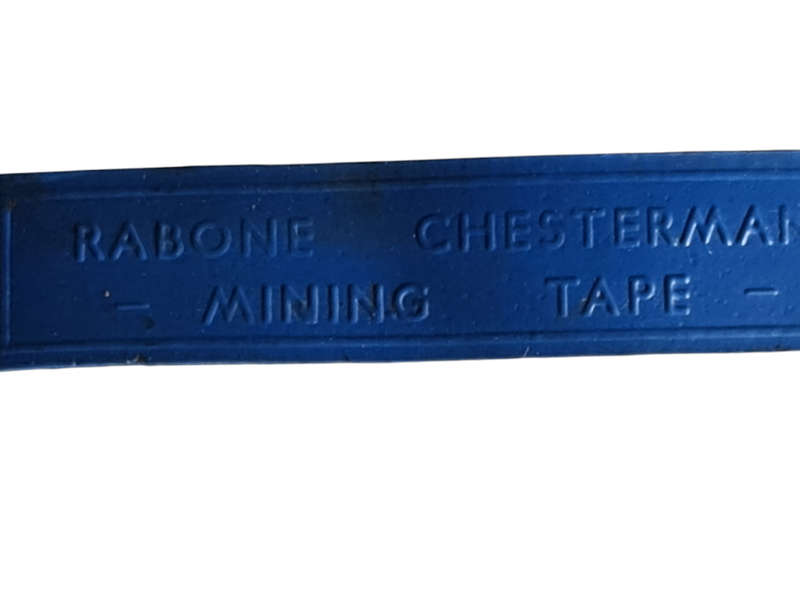 RABONE CHESTERMAN
- MINING TAPE -